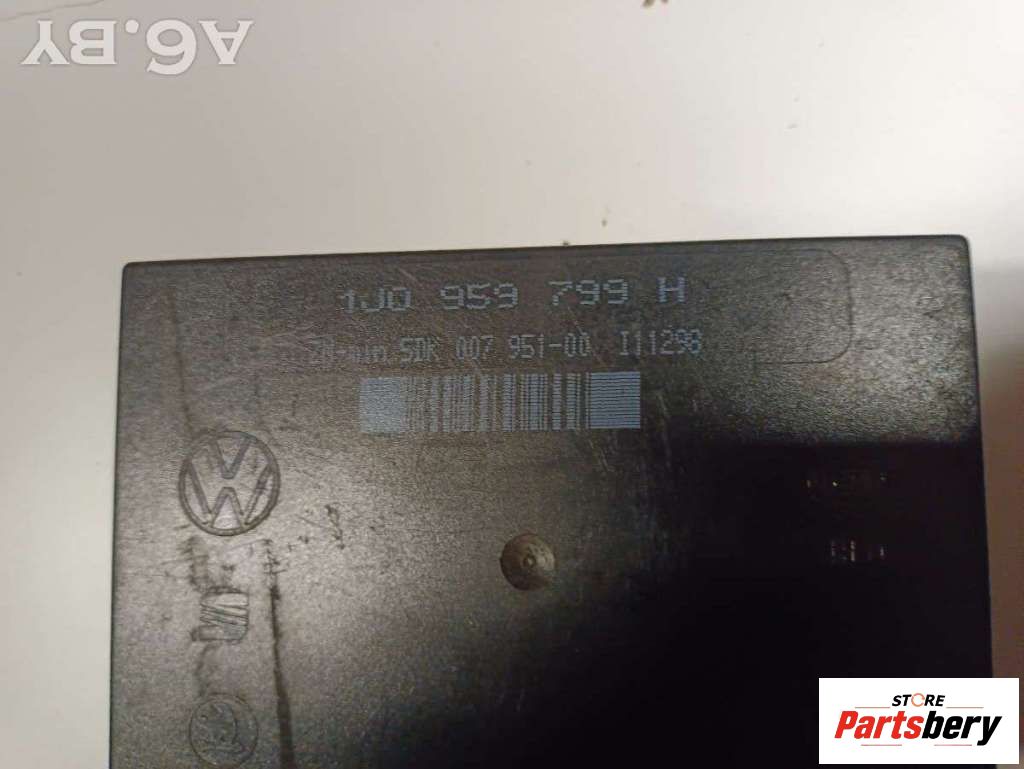 A6.BY
1J0 959 799 H
SDK 007 951-00 I11298
STORE
Partsbery